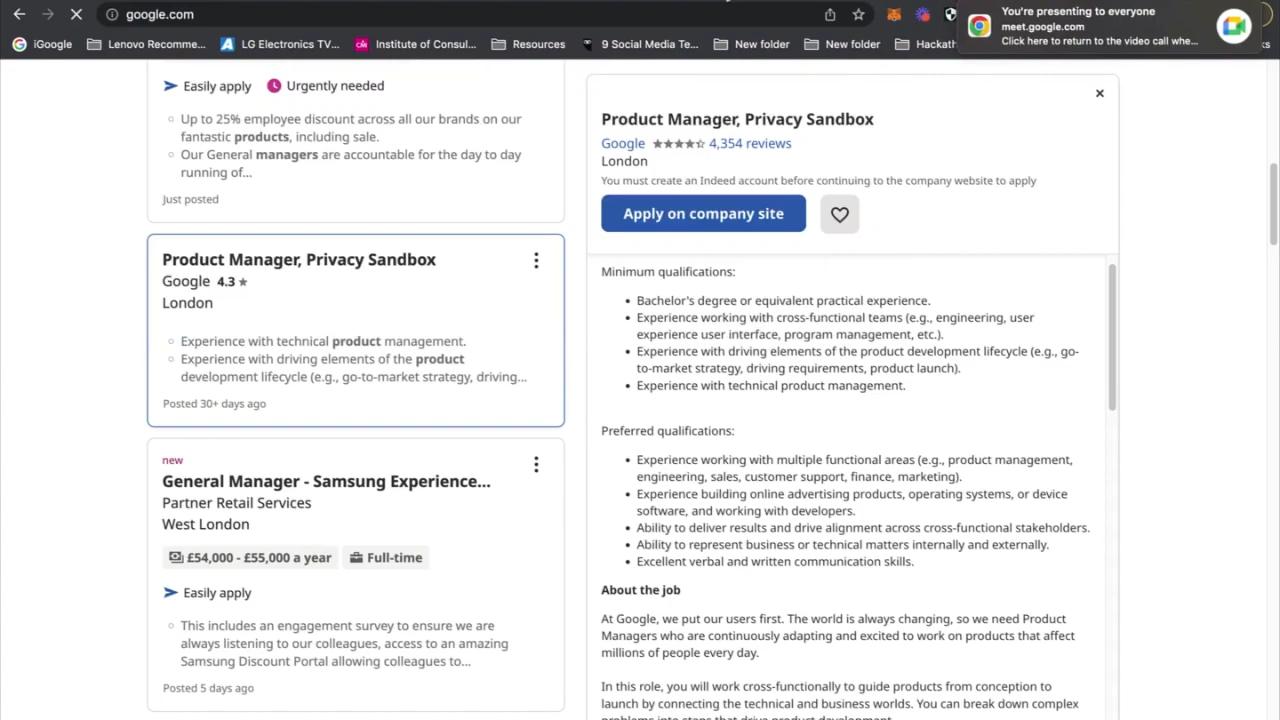 google.com
You're presenting to everyone
meet.google.com
Click here to return to the video call whe...
iGoogle
Lenovo Recomme...
LG Electronics TV...
Institute of Consul...
Resources
9 Social Media Te...
New folder
New folder
Easily apply
Urgently needed
Up to 25% employee discount across all our brands on our
fantastic products, including sale.
Our General managers are accountable for the day to day
running of...
Just posted
Product Manager, Privacy Sandbox
Google 4.3
London
Experience with technical product management.
Experience with driving elements of the product
development lifecycle (e.g., go-to-market strategy, driving...
Posted 30+ days ago
new
General Manager - Samsung Experience...
Partner Retail Services
West London
£54,000 - £55,000 a year
Full-time
Easily apply
This includes an engagement survey to ensure we are
always listening to our colleagues, access to an amazing
Samsung Discount Portal allowing colleagues to...
Posted 5 days ago
Product Manager, Privacy Sandbox
Google 4,354 reviews
London
You must create an Indeed account before continuing to the company website to apply
Apply on company site
Minimum qualifications:
Bachelor's degree or equivalent practical experience.
Experience working with cross-functional teams (e.g., engineering, user
experience user interface, program management, etc.).
Experience with driving elements of the product development lifecycle (e.g., go-
to-market strategy, driving requirements, product launch).
Experience with technical product management.
Preferred qualifications:
Experience working with multiple functional areas (e.g., product management,
engineering, sales, customer support, finance, marketing).
Experience building online advertising products, operating systems, or device
software, and working with developers.
Ability to deliver results and drive alignment across cross-functional stakeholders.
Ability to represent business or technical matters internally and externally.
Excellent verbal and written communication skills.
About the job
At Google, we put our users first. The world is always changing, so we need Product
Managers who are continuously adapting and excited to work on products that affect
millions of people every day.
In this role, you will work cross-functionally to guide products from conception to
launch by connecting the technical and business worlds. You can break down complex
problems into steps that drive product development.